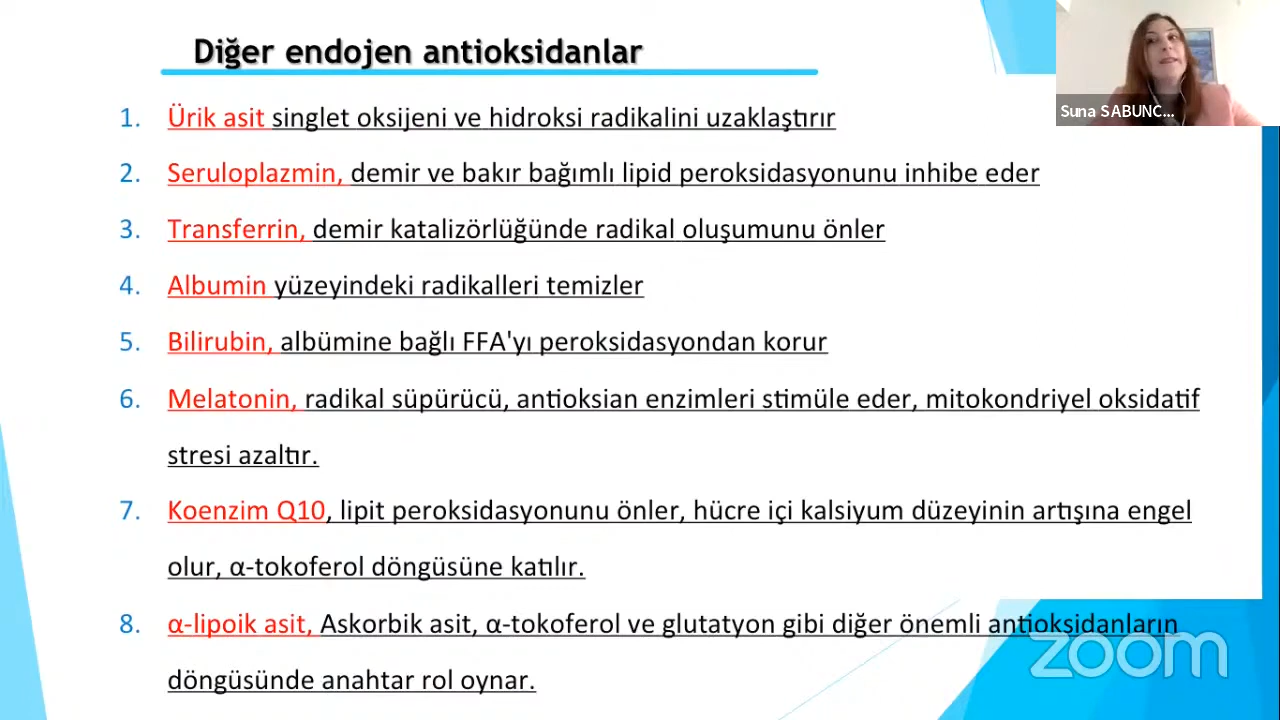 Diğer endojen antioksidanlar
Suna SABUNC...
1. Ürik asit singlet oksijeni ve hidroksi radikalini uzaklaştırır
2. Seruloplazmin, demir ve bakır bağımlı lipid peroksidasyonunu inhibe eder
3. Transferrin, demir katalizörlüğünde radikal oluşumunu önler
4. Albumin yüzeyindeki radikalleri temizler
5. Bilirubin, albümine bağlı FFA'yı peroksidasyondan korur
6. Melatonin, radikal süpürücü, antioksian enzimleri stimüle eder, mitokondriyel oksidatif
stresi azaltır.
7. Koenzim Q10, lipit peroksidasyonunu önler, hücre içi kalsiyum düzeyinin artışına engel
olur, α-tokoferol döngüsüne katılır.
8. α-lipoik asit, Askorbik asit, α-tokoferol ve glutatyon gibi diğer önemli antioksidanların
döngüsünde anahtar rol oynar.
zoom